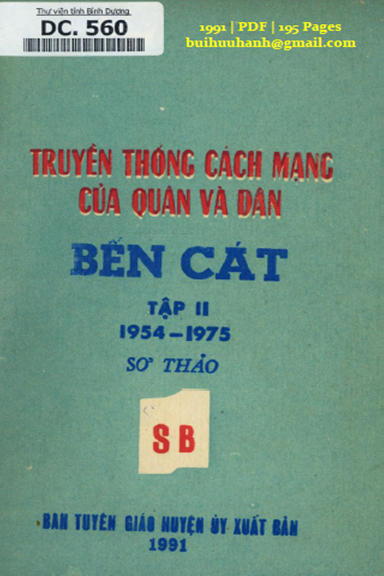 Thư viện tỉnh Bình Dương
DC. 560
1991 | PDF | 195 Pages
buihuuhanh@gmail.com
TRUYỀN THỐNG CÁCH MẠNG
CỦA QUÂN VÀ DÂN
BẾN CÁT
TẬP II
1954-1975
SƠ THẢO
SB
BAN TUYÊN GIÁO HUYỆN ỦY XUẤT BẢN
1991